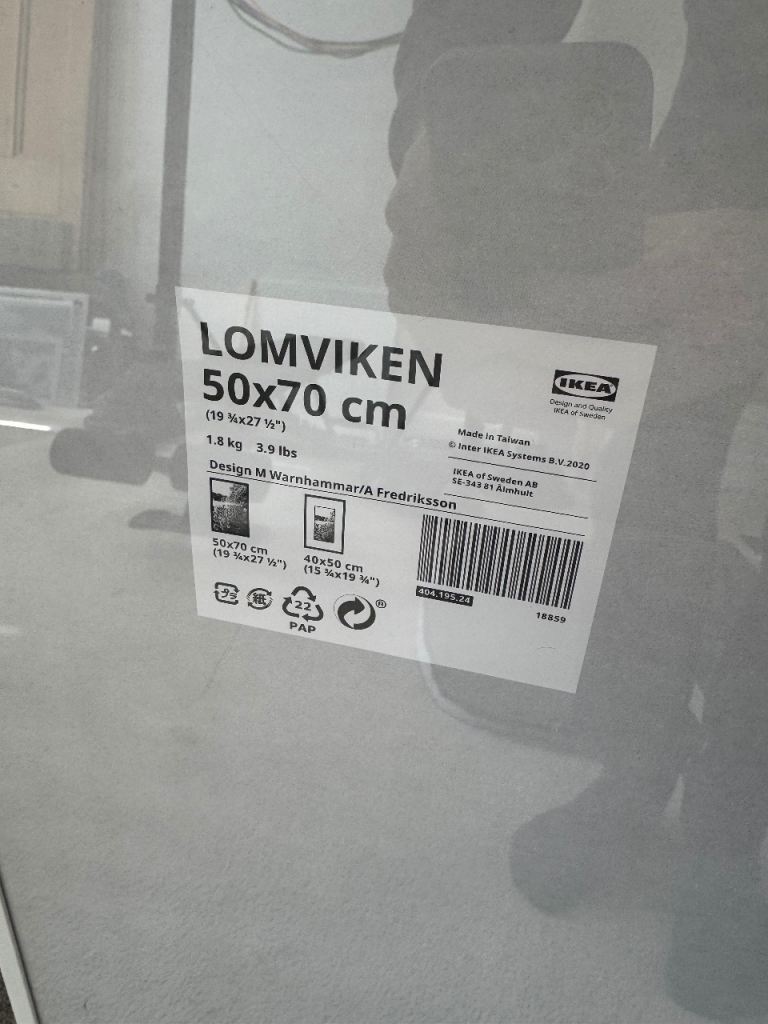 LOMVIKEN
50x70 cm
(19 ¾x27 ½")
1.8 kg 3.9 lbs
IKEA
Design and Quality
IKEA of Sweden
Made in Taiwan
© Inter IKEA Systems B.V.2020
IKEA of Sweden AB
SE-343 81 Älmhult
Design M Warnhammar/A Fredriksson
50x70 cm
(19 ¾x27 ½")
40x50 cm
(15 ¾x19 ¾")
404.195.24
18859
プラ
紙
22
PAP
®